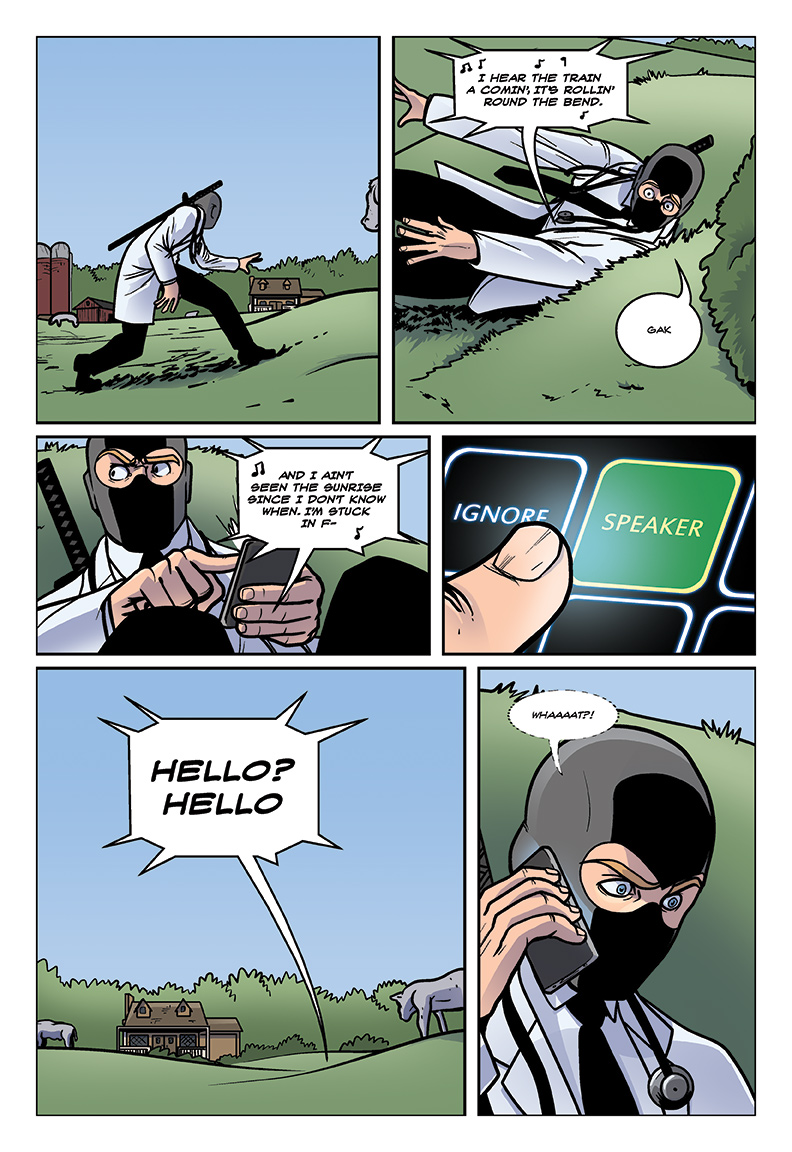 I HEAR THE TRAIN
A COMIN', IT'S ROLLIN'
ROUND THE BEND.
GAK
AND I AIN'T
SEEN THE SUNRISE
SINCE I DON'T KNOW
WHEN. I'M STUCK
IN F-
IGNORE
SPEAKER
HELLO?
HELLO
WHAAAAT?!